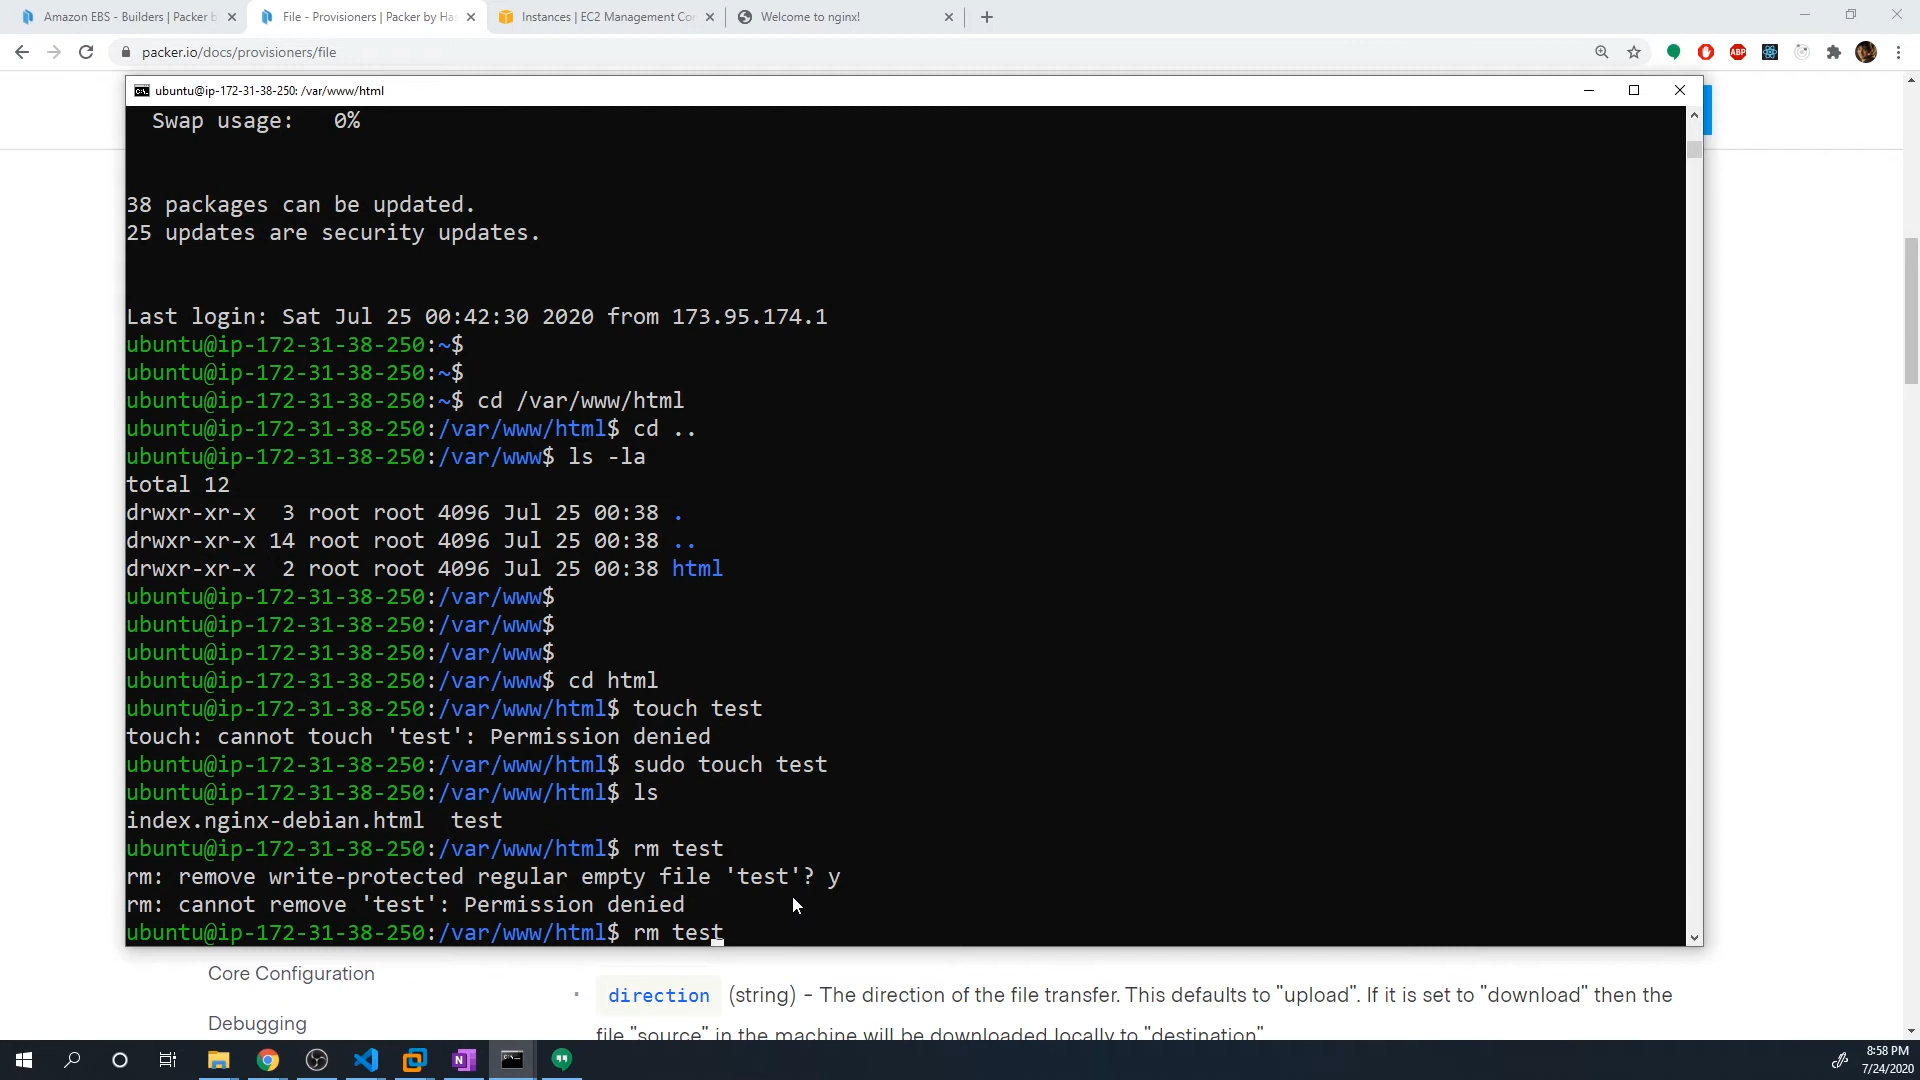 Amazon EBS - Builders | Packer b
File - Provisioners | Packer by Has
Instances | EC2 Management Con
Welcome to nginx!
packer.io/docs/provisioners/file
ABP
ubuntu@ip-172-31-38-250: /var/www/html
Swap usage:   0%
38 packages can be updated.
25 updates are security updates.
Last login: Sat Jul 25 00:42:30 2020 from 173.95.174.1
ubuntu@ip-172-31-38-250:~$
ubuntu@ip-172-31-38-250:~$
ubuntu@ip-172-31-38-250:~$ cd /var/www/html
ubuntu@ip-172-31-38-250:/var/www/html$ cd ..
ubuntu@ip-172-31-38-250:/var/www$ ls -la
total 12
drwxr-xr-x  3 root root 4096 Jul 25 00:38 .
drwxr-xr-x 14 root root 4096 Jul 25 00:38 ..
drwxr-xr-x  2 root root 4096 Jul 25 00:38 html
ubuntu@ip-172-31-38-250:/var/www$
ubuntu@ip-172-31-38-250:/var/www$
ubuntu@ip-172-31-38-250:/var/www$
ubuntu@ip-172-31-38-250:/var/www$ cd html
ubuntu@ip-172-31-38-250:/var/www/html$ touch test
touch: cannot touch 'test': Permission denied
ubuntu@ip-172-31-38-250:/var/www/html$ sudo touch test
ubuntu@ip-172-31-38-250:/var/www/html$ ls
index.nginx-debian.html  test
ubuntu@ip-172-31-38-250:/var/www/html$ rm test
rm: remove write-protected regular empty file 'test'? y
rm: cannot remove 'test': Permission denied
ubuntu@ip-172-31-38-250:/var/www/html$ rm test
Core Configuration
Debugging
direction (string) - The direction of the file transfer. This defaults to "upload". If it is set to "download" then the
file "source" in the machine will be downloaded locally to "destination"
8:58 PM
7/24/2020